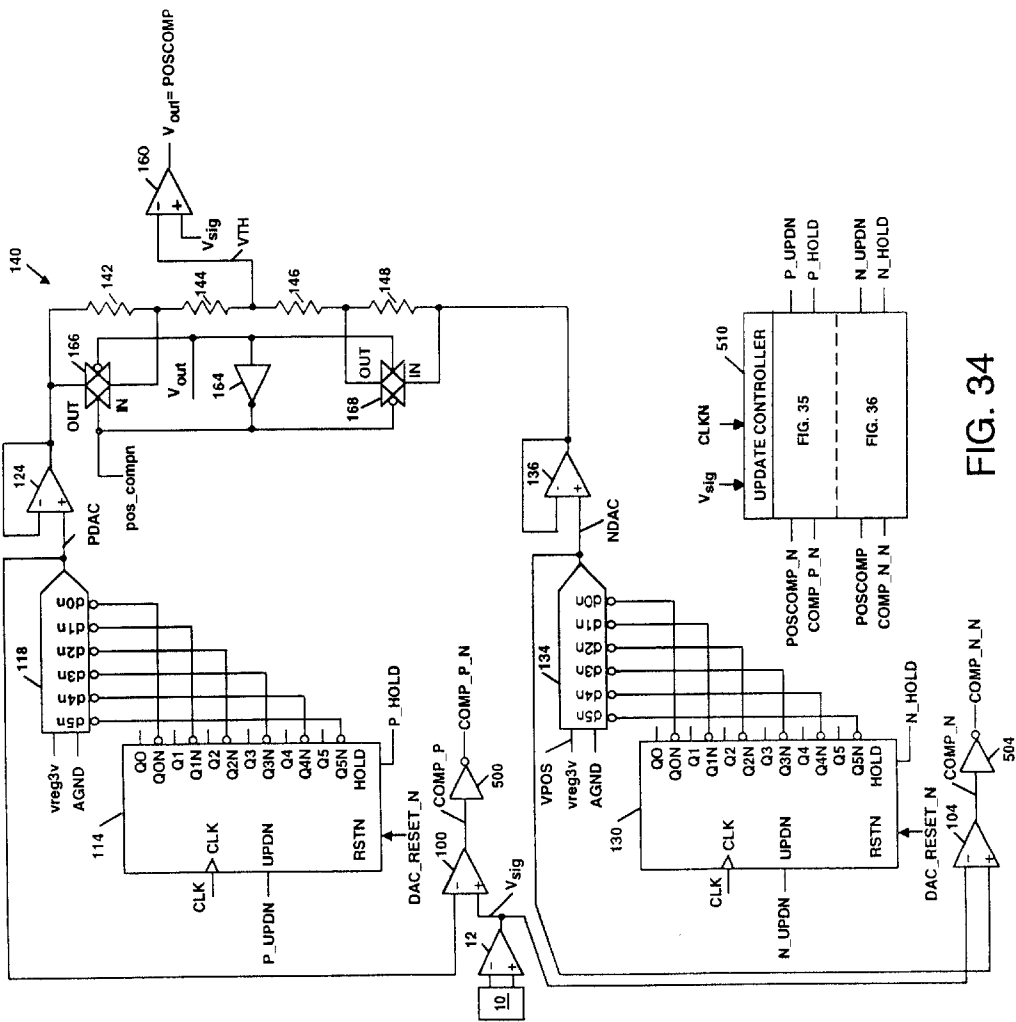 140
142
144
146
148
160
Vout= POSCOMP
Vsig
VTH
166
OUT
IN
Vout
164
168
OUT
IN
pos_compn
124
PDAC
118
d5n d4n d3n d2n d1n d0n
vreg3v
AGND
114
CLK
CLK
P_UPDN
UPDN
RSTN
DAC_RESET_N
QO
QON
Q1
Q1N
Q2
Q2N
Q3
Q3N
Q4
Q4N
Q5
Q5N
HOLD
P_HOLD
COMP_P
COMP_P_N
500
100
Vsig
12
10
136
NDAC
134
d5n d4n d3n d2n d1n d0n
VPOS
vreg3v
AGND
130
CLK
CLK
N_UPDN
UPDN
RSTN
DAC_RESET_N
QO
QON
Q1
Q1N
Q2
Q2N
Q3
Q3N
Q4
Q4N
Q5
Q5N
HOLD
N_HOLD
COMP_N
COMP_N_N
504
104
Vsig
CLKN
510
UPDATE CONTROLLER
FIG. 35
FIG. 36
POSCOMP_N
COMP_P_N
POSCOMP
COMP_N_N
P_UPDN
P_HOLD
N_UPDN
N_HOLD
- +
- +
- +
- +
- +
+
FIG. 34